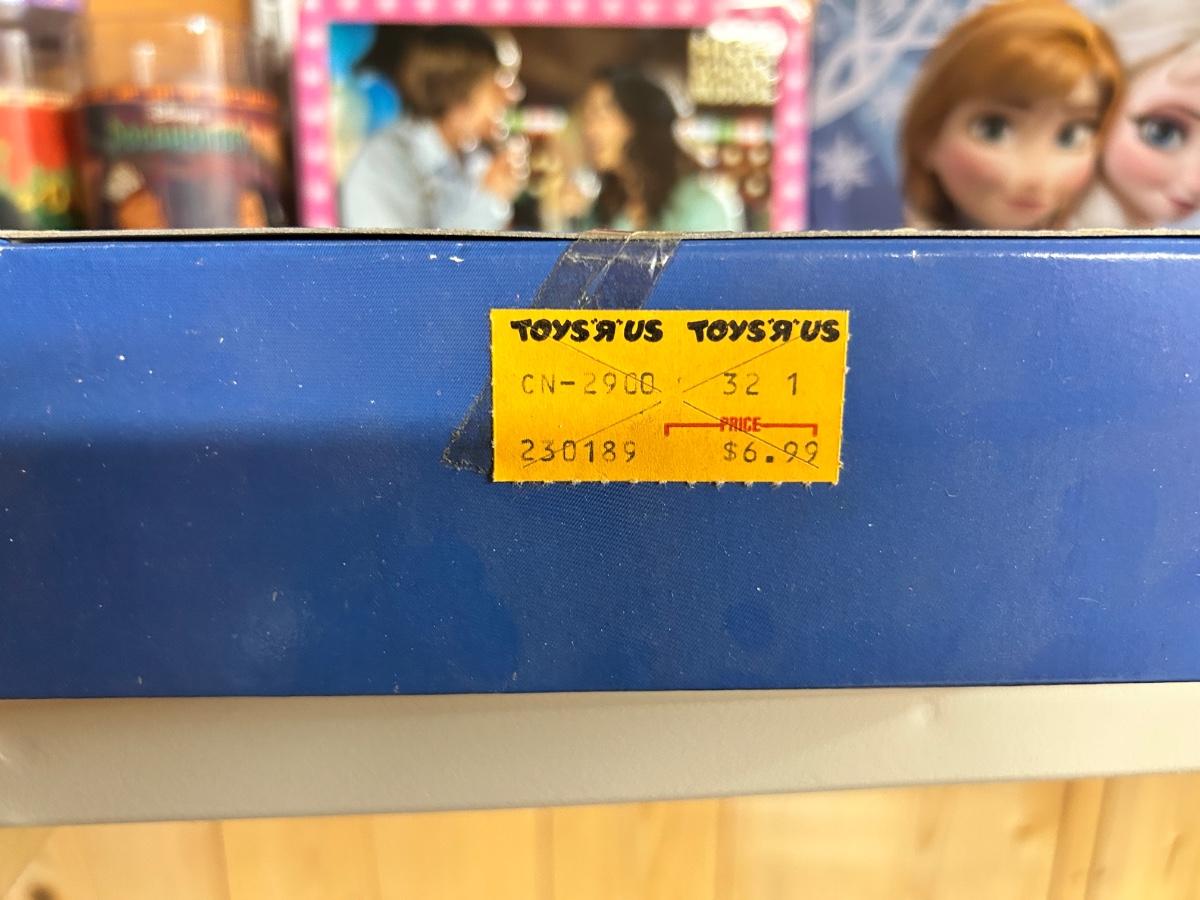 TOYS"Я"US TOYS"Я"US
CN-2900 32 1
PRICE
230189 $6.99